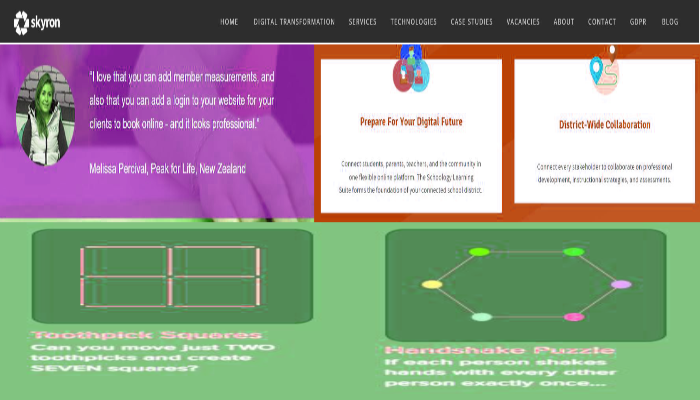 skyron
HOME DIGITAL TRANSFORMATION SERVICES TECHNOLOGIES CASE STUDIES VACANCIES ABOUT CONTACT GDPR BLOG
"I love that you can add member measurements, and
also that you can add a login to your website for your
clients to book online - and it looks professional."
Melissa Percival, Peak for Life, New Zealand
Prepare For Your Digital Future
Connect students, parents, teachers, and the community in
one flexible online platform. The Schoology Learning
Suite forms the foundation of your connected school district.
District-Wide Collaboration
Connect every stakeholder to collaborate on professional
development, instructional strategies, and assessments.
Toothpick Squares
Can you move just TWO
toothpicks and create
SEVEN squares?
Handshake Puzzle
If each person shakes
hands with every other
person exactly once...